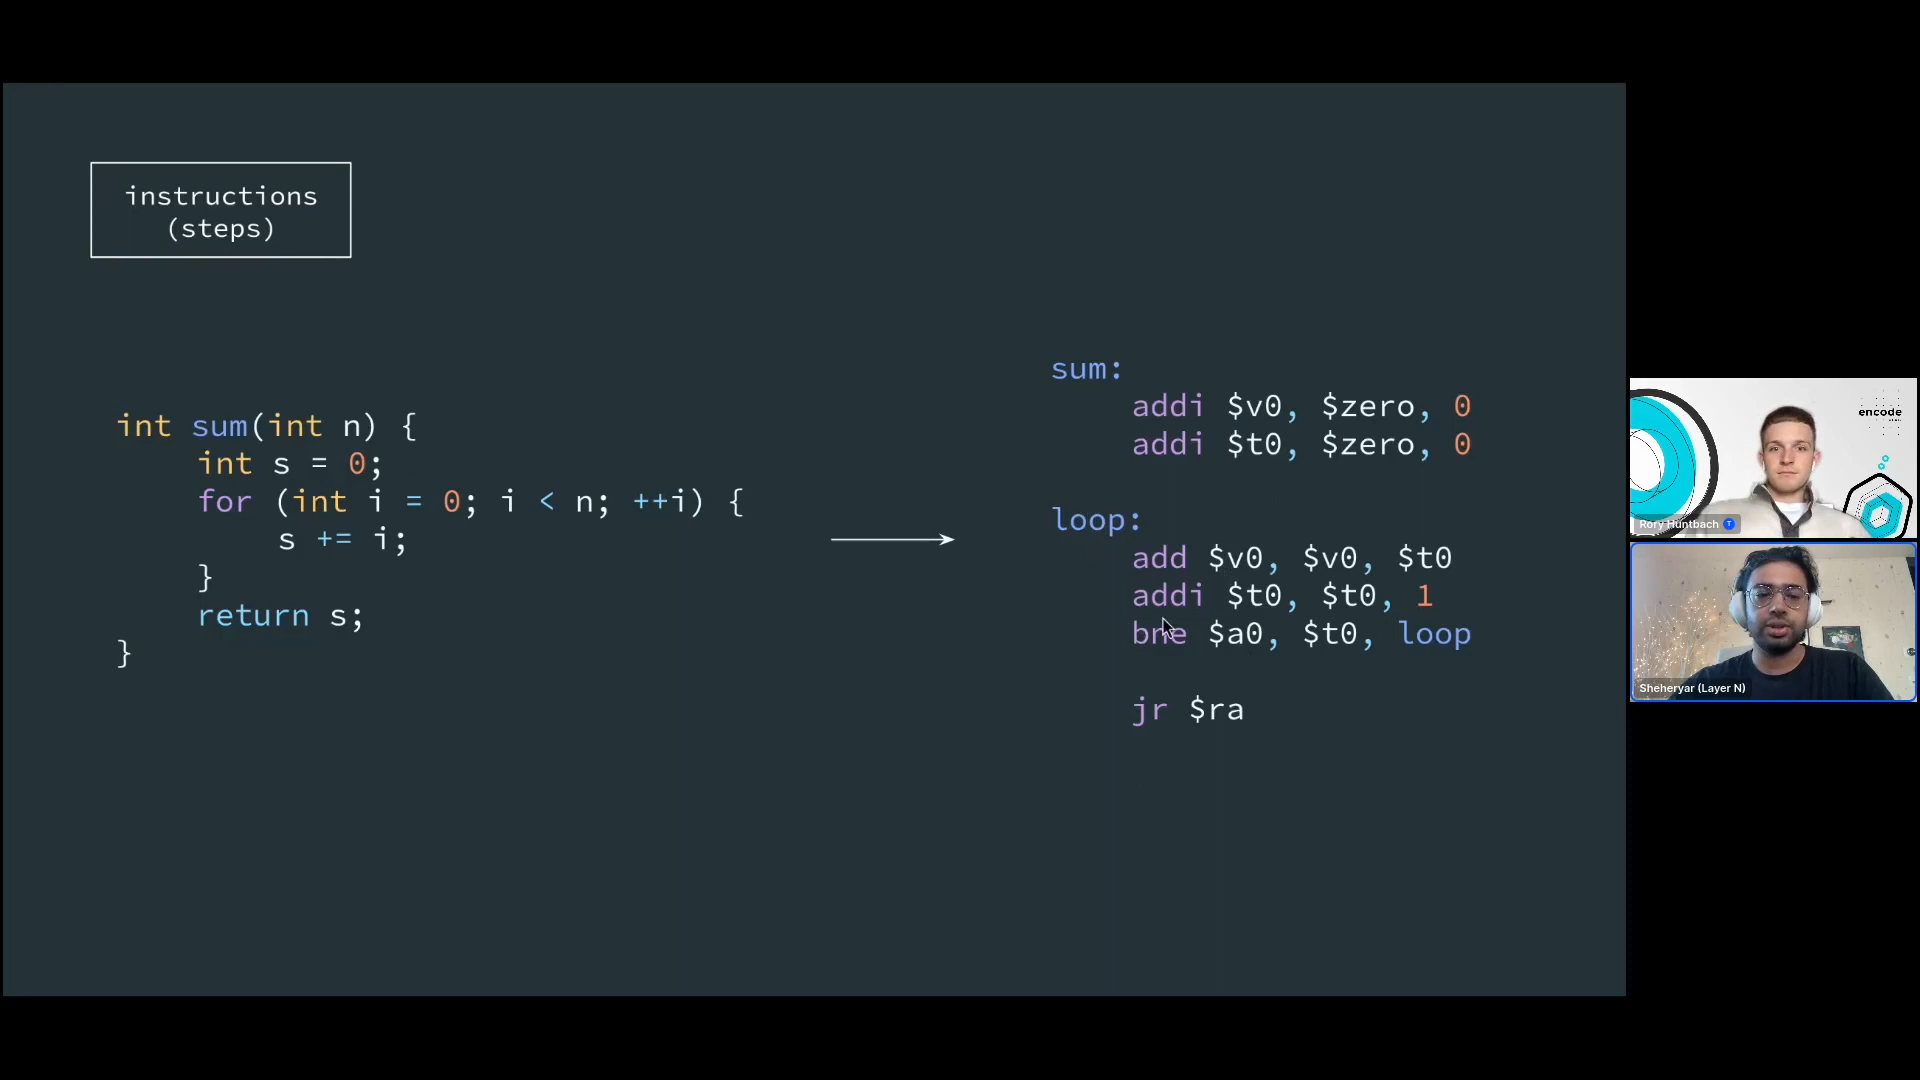 instructions
(steps)
int sum(int n) {
int s = 0;
for (int i = 0; i < n; ++i) {
s += i;
}
return s;
}
sum:
addi $v0, $zero, 0
addi $t0, $zero, 0
loop:
add $v0, $v0, $t0
addi $t0, $t0, 1
bne $a0, $t0, loop
jr $ra
encode
Rory Huntbach
Sheheryar (Layer N)